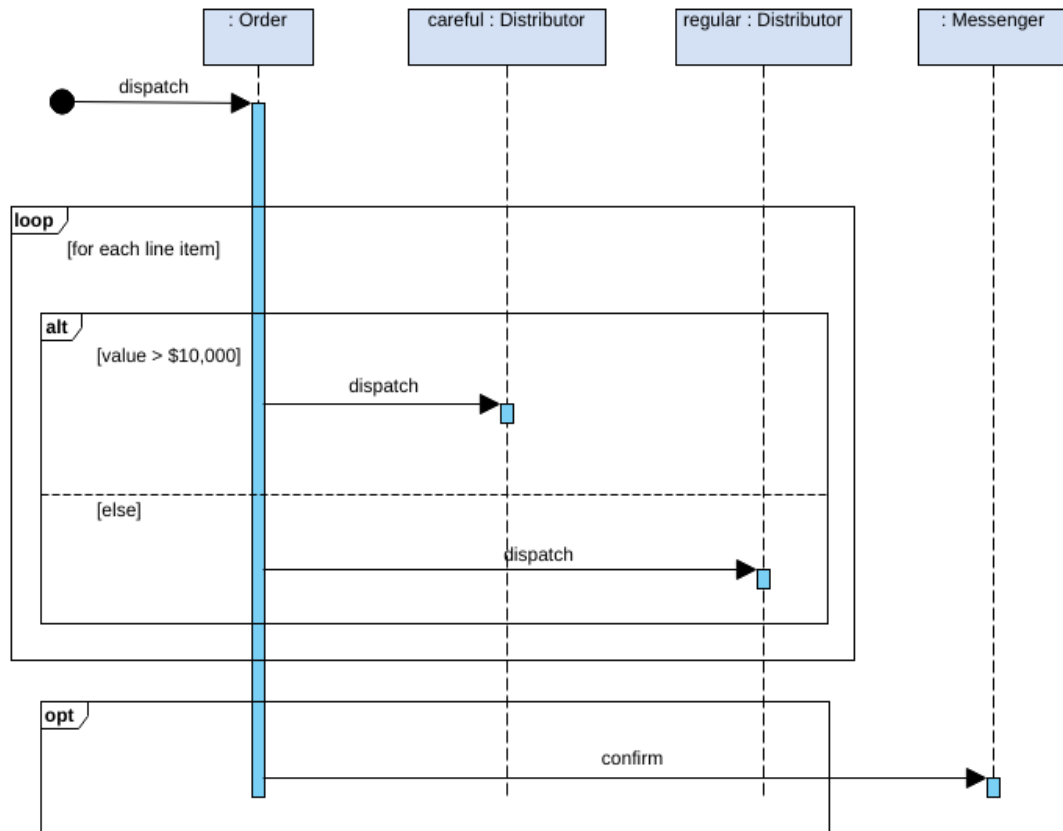 : Order
careful : Distributor
regular : Distributor
: Messenger
dispatch
loop
[for each line item]
alt
[value > $10,000]
dispatch
[else]
dispatch
opt
confirm